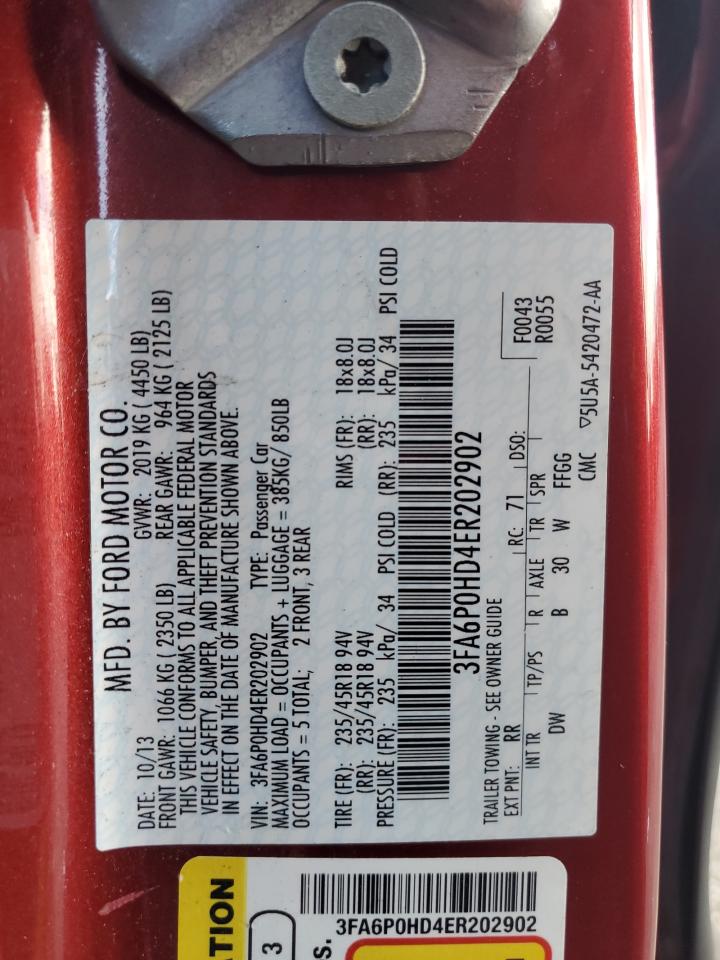 MFD. BY FORD MOTOR CO.
DATE: 10/13 GVWR: 2019 KG ( 4450 LB)
FRONT GAWR: 1066 KG ( 2350 LB) REAR GAWR: 964 KG ( 2125 LB)
THIS VEHICLE CONFORMS TO ALL APPLICABLE FEDERAL MOTOR
VEHICLE SAFETY, BUMPER, AND THEFT PREVENTION STANDARDS
IN EFFECT ON THE DATE OF MANUFACTURE SHOWN ABOVE.
VIN: 3FA6P0HD4ER202902 TYPE: Passenger Car
MAXIMUM LOAD = OCCUPANTS + LUGGAGE = 385KG/ 850LB
OCCUPANTS = 5 TOTAL; 2 FRONT, 3 REAR
TIRE (FR): 235/45R18 94V RIMS (FR): 18x8.0J
(RR): 235/45R18 94V (RR): 18x8.0J
PRESSURE (FR): 235 kPa/ 34 PSI COLD (RR): 235 kPa/ 34 PSI COLD
3FA6P0HD4ER202902
TRAILER TOWING - SEE OWNER GUIDE
EXT PNT: RR RC: 71 DSO: F0043
R0055
INT TR TP/PS R AXLE TR SPR
DW B 30 W FFGG
CMC ▽5U5A-5420472-AA
ATION
3
S.
3FA6P0HD4ER202902